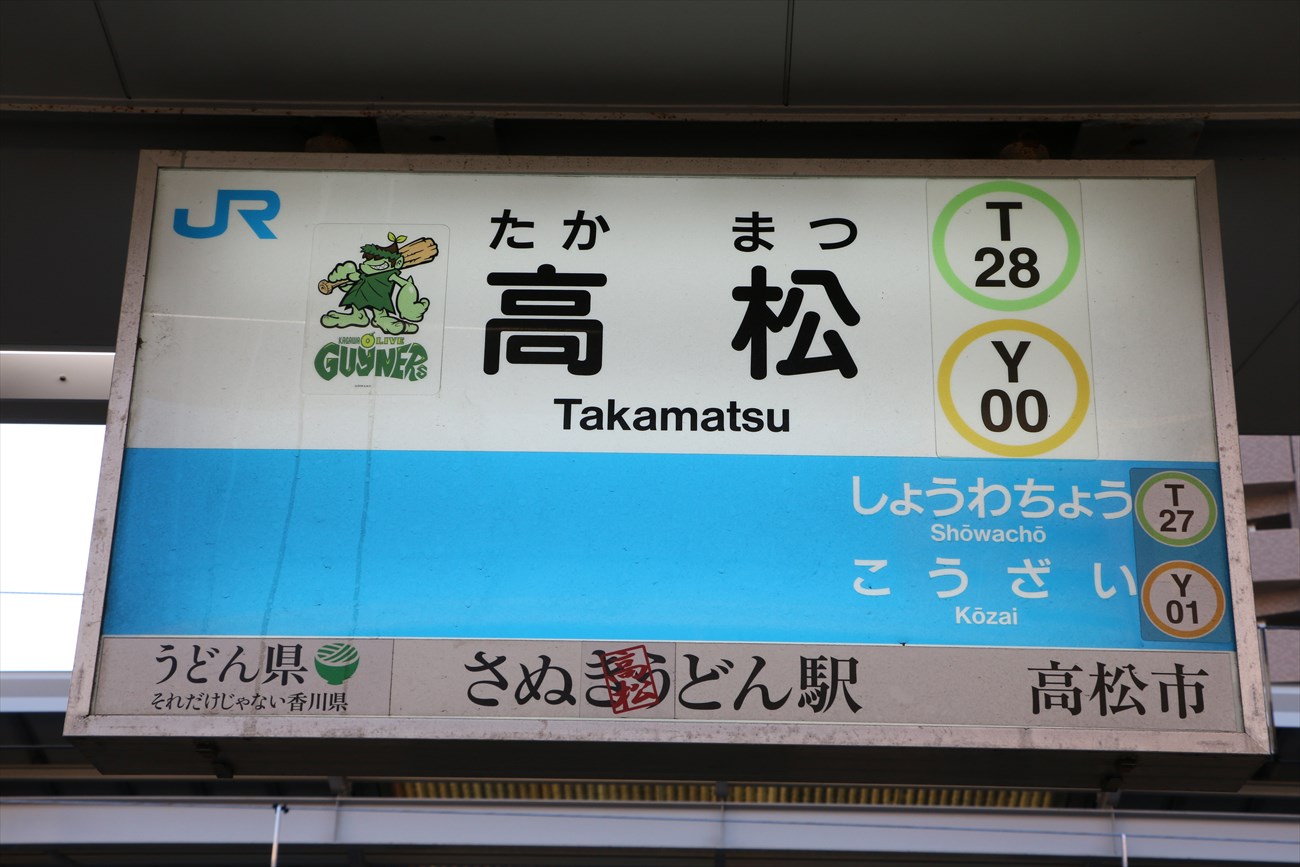 JR
たか まつ
高松
Takamatsu
T
28
Y
00
KAGAWA OLIVE
GUYNERS
しょうわちょう
Shōwachō
T
27
こうざい
Kōzai
Y
01
うどん県
それだけじゃない香川県
さぬきうどん駅
高松
高松市